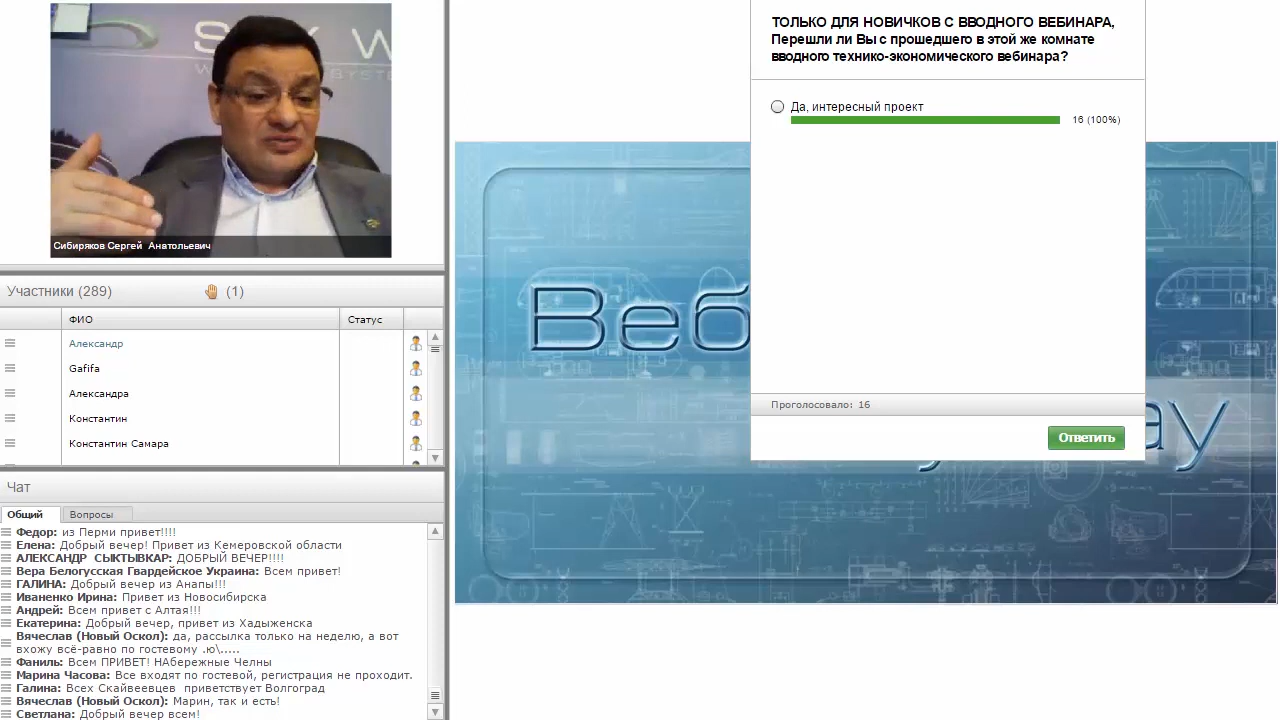 SKY W
Сибиряков Сергей Анатольевич
Участники (289) (1)
ФИО Статус
Александр
Gafifa
Александра
Константин
Константин Самара
Чат
Общий Вопросы
Федор: из Перми привет!!!!
Елена: Добрый вечер! Привет из Кемеровской области
АЛЕКСАНДР СЫКТЫВКАР: ДОБРЫЙ ВЕЧЕР!!!!
Вера Белогусская Гвардейское Украина: Всем привет!
ГАЛИНА: Добрый вечер из Анапы!!!
Иваненко Ирина: Привет из Новосибирска
Андрей: Всем привет с Алтая!!!
Екатерина: Добрый вечер, привет из Хадыженска
Вячеслав (Новый Оскол): да, рассылка только на неделю, а вот
вхожу всё-равно по гостевому .ю\.....
Фаниль: Всем ПРИВЕТ! НАбережные Челны
Марина Часова: Все входят по гостевой, регистрация не проходит.
Галина: Всех Скайвеевцев приветствует Волгоград
Вячеслав (Новый Оскол): Марин, так и есть!
Светлана: Добрый вечер всем!
ТОЛЬКО ДЛЯ НОВИЧКОВ С ВВОДНОГО ВЕБИНАРА,
Перешли ли Вы с прошедшего в этой же комнате
вводного технико-экономического вебинара?
Да, интересный проект
16 (100%)
Проголосовало: 16
Ответить
Веб
ay